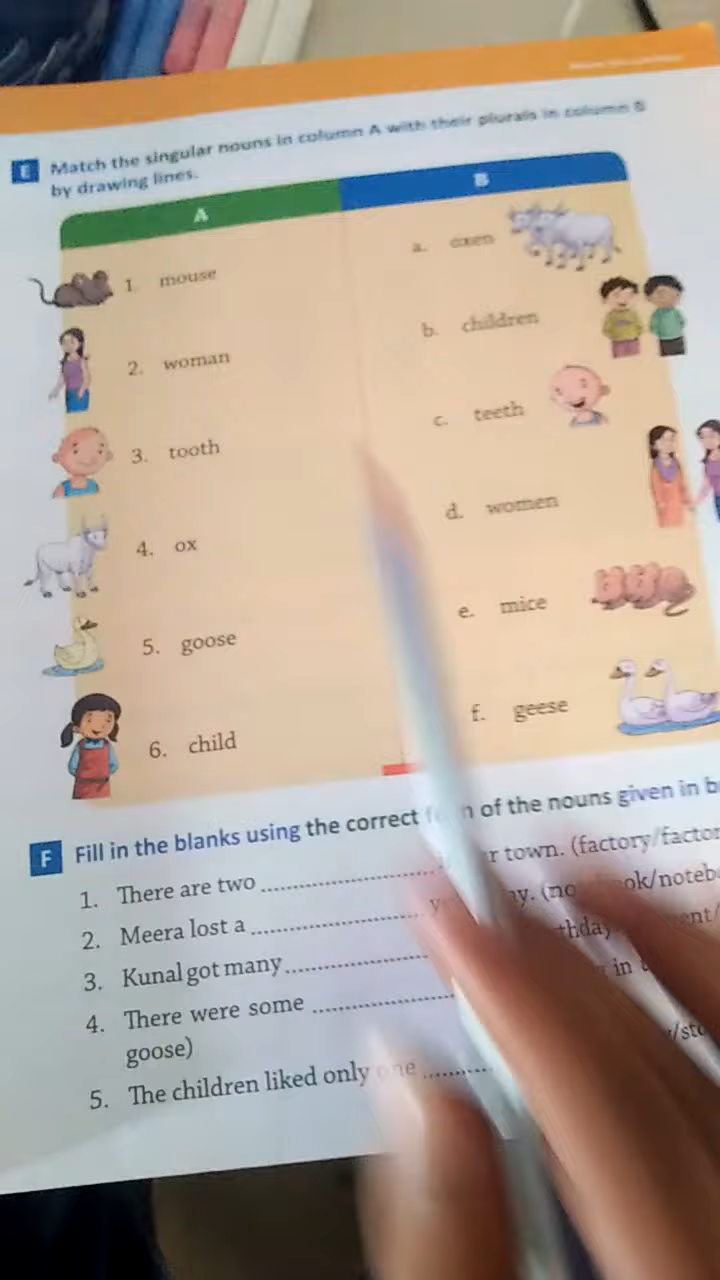 E Match the singular nouns in column A with their plurals in column B
by drawing lines.
A B
1. mouse a. oxen
2. woman b. children
3. tooth c. teeth
4. ox d. women
5. goose e. mice
6. child f. geese
F Fill in the blanks using the correct of the nouns given in
1. There are two .................... town. (factory/
2. Meera lost a ....................
3. Kunal got many ....................
4. There were some .................... in
goose)
5. The children liked only one ..........